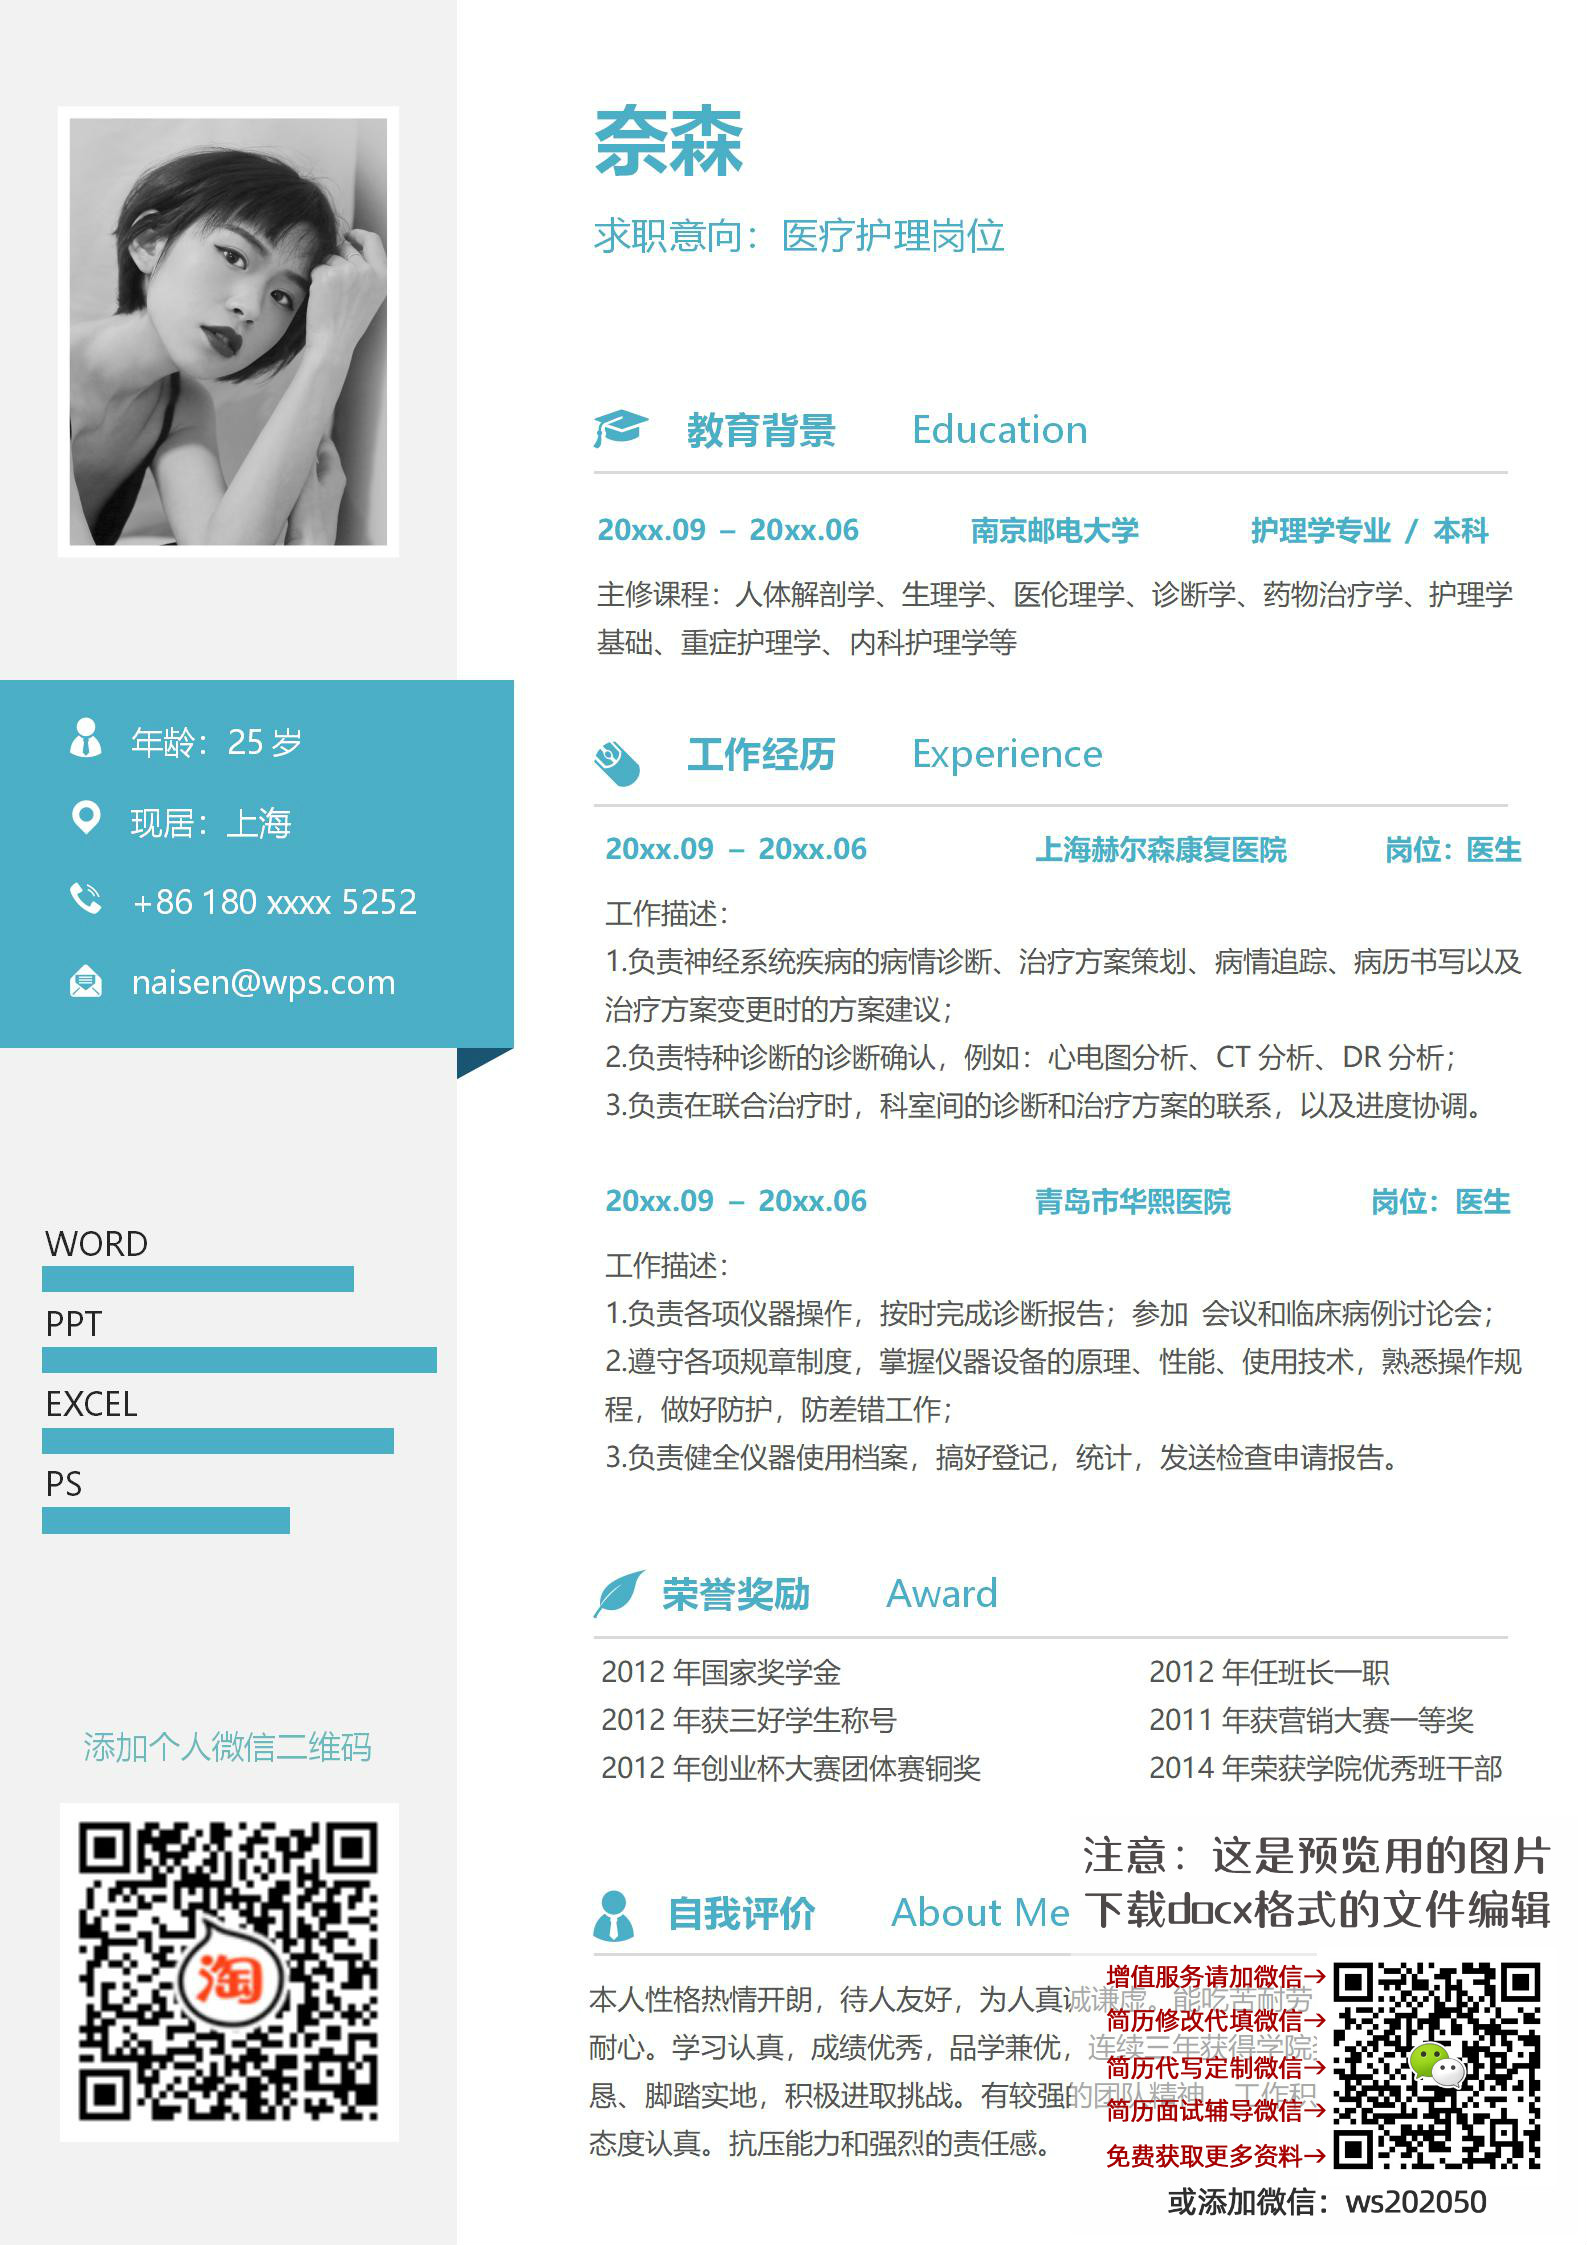 奈森
求职意向：医疗护理岗位
教育背景 Education
20xx.09 – 20xx.06 南京邮电大学 护理学专业 / 本科
主修课程：人体解剖学、生理学、医伦理学、诊断学、药物治疗学、护理学
基础、重症护理学、内科护理学等
年龄：25 岁
现居：上海
+86 180 xxxx 5252
naisen@wps.com
工作经历 Experience
20xx.09 – 20xx.06 上海赫尔森康复医院 岗位：医生
工作描述：
1.负责神经系统疾病的病情诊断、治疗方案策划、病情追踪、病历书写以及
治疗方案变更时的方案建议；
2.负责特种诊断的诊断确认，例如：心电图分析、CT 分析、DR 分析；
3.负责在联合治疗时，科室间的诊断和治疗方案的联系，以及进度协调。
20xx.09 – 20xx.06 青岛市华熙医院 岗位：医生
工作描述：
1.负责各项仪器操作，按时完成诊断报告；参加 会议和临床病例讨论会；
2.遵守各项规章制度，掌握仪器设备的原理、性能、使用技术，熟悉操作规
程，做好防护，防差错工作；
3.负责健全仪器使用档案，搞好登记，统计，发送检查申请报告。
WORD
PPT
EXCEL
PS
荣誉奖励 Award
2012 年国家奖学金 2012 年任班长一职
2012 年获三好学生称号 2011 年获营销大赛一等奖
2012 年创业杯大赛团体赛铜奖 2014 年荣获学院优秀班干部
添加个人微信二维码
淘
自我评价 About Me
本人性格热情开朗，待人友好，为人真诚谦虚。能吃苦耐劳
耐心。学习认真，成绩优秀，品学兼优，连续三年获得学院
恳、脚踏实地，积极进取挑战。有较强的团队精神，工作积
态度认真。抗压能力和强烈的责任感。
注意：这是预览用的图片
下载docx格式的文件编辑
增值服务请加微信→
简历修改代填微信→
简历代写定制微信→
简历面试辅导微信→
免费获取更多资料→
或添加微信：ws202050